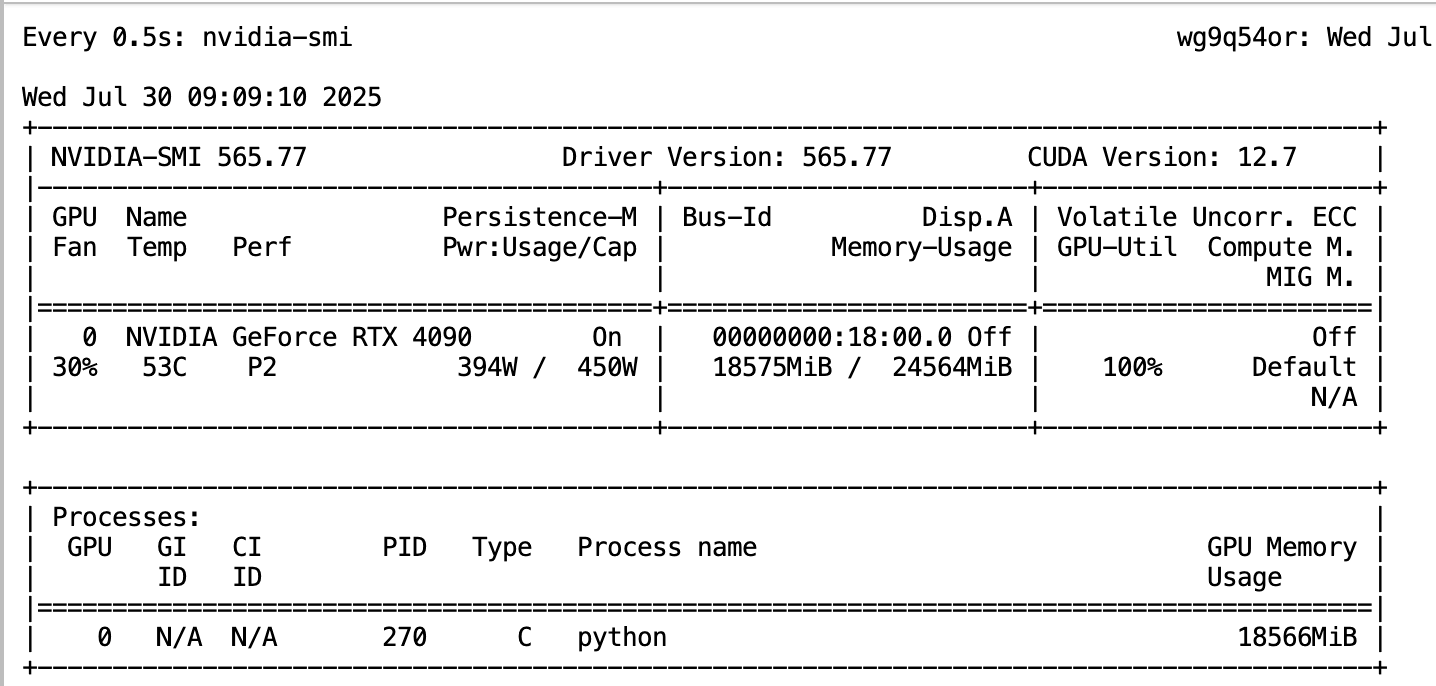 Every 0.5s: nvidia-smi wg9q54or: Wed Jul
Wed Jul 30 09:09:10 2025
+-----------------------------------------------------------------------------------------+
| NVIDIA-SMI 565.77                 Driver Version: 565.77         CUDA Version: 12.7     |
|-----------------------------------------+------------------------+----------------------+
| GPU  Name                 Persistence-M | Bus-Id          Disp.A | Volatile Uncorr. ECC |
| Fan  Temp   Perf          Pwr:Usage/Cap |           Memory-Usage | GPU-Util  Compute M. |
|                                         |                        |               MIG M. |
|=========================================+========================+======================|
|   0  NVIDIA GeForce RTX 4090        On  |   00000000:18:00.0 Off |                  Off |
| 30%   53C    P2            394W /  450W |   18575MiB /  24564MiB |    100%      Default |
|                                         |                        |                  N/A |
+-----------------------------------------+------------------------+----------------------+
+-----------------------------------------------------------------------------------------+
| Processes:                                                                              |
|  GPU   GI   CI        PID   Type   Process name                              GPU Memory |
|        ID   ID                                                               Usage      |
|=========================================================================================|
|    0   N/A  N/A       270      C   python                                      18566MiB |
+-----------------------------------------------------------------------------------------+